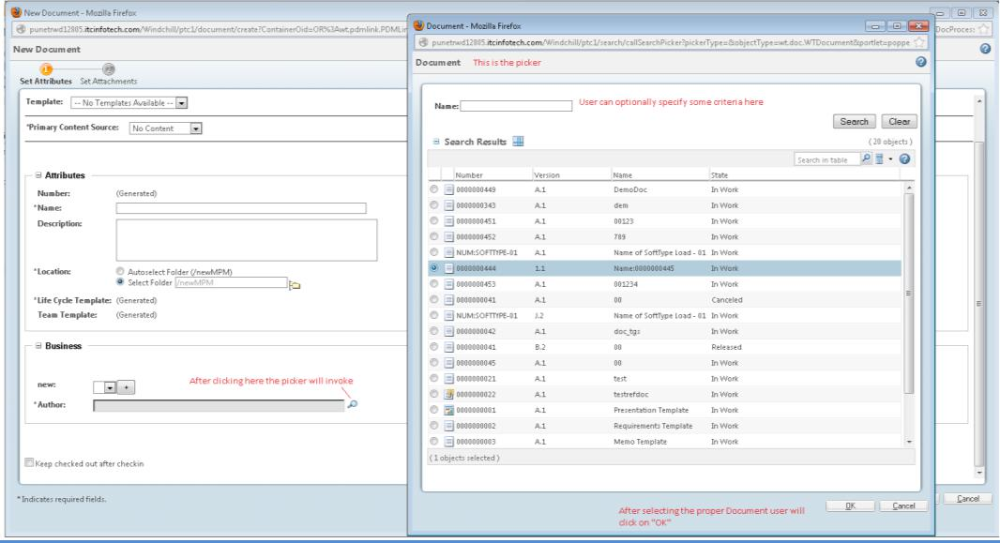 New Document - Mozilla Firefox
punetnwd12805.itcinfotech.com/Windchill/ptc1/document/create?ContainerOid=OR%3Awt.pdmlink.PDMLin
DocProces
New Document
1
2
Set Attributes Set Attachments
Template: -- No Templates Available --
*Primary Content Source: No Content
Attributes
Number: (Generated)
*Name:
Description:
*Location: Autoselect Folder (/newMPM)
Select Folder /newMPM
*Life Cycle Template: (Generated)
Team Template: (Generated)
Business
new: +
After clicking here the picker will invoke
*Author:
Keep checked out after checkin
* Indicates required fields.
Cancel
Document - Mozilla Firefox
punetnwd12805.itcinfotech.com/Windchill/ptc1/search/callSearchPicker?pickerType=&objectType=wt.doc.WTDocument&portlet=poppe
Document This is the picker
Name: User can optionally specify some criteria here
Search Clear
Search Results (20 objects)
Search in table
Number Version Name State
0000000449 A.1 DemoDoc In Work
0000000343 A.1 dem In Work
0000000451 A.1 00123 In Work
0000000452 A.1 789 In Work
NUM:SOFTTYPE-01 A.1 Name of SoftType Load - 01 In Work
0000000444 1.1 Name:0000000445 In Work
0000000453 A.1 001234 In Work
0000000041 A.1 00 Canceled
NUM:SOFTTYPE-01 J.2 Name of SoftType Load - 01 In Work
0000000042 A.1 doc_tgs In Work
0000000041 B.2 00 Released
0000000045 A.1 00 In Work
0000000021 A.1 test In Work
0000000022 A.1 testrefdoc In Work
0000000001 A.1 Presentation Template In Work
0000000002 A.1 Requirements Template In Work
0000000003 A.1 Memo Template In Work
(1 objects selected)
After selecting the proper Document user will
click on "OK"
OK Cancel